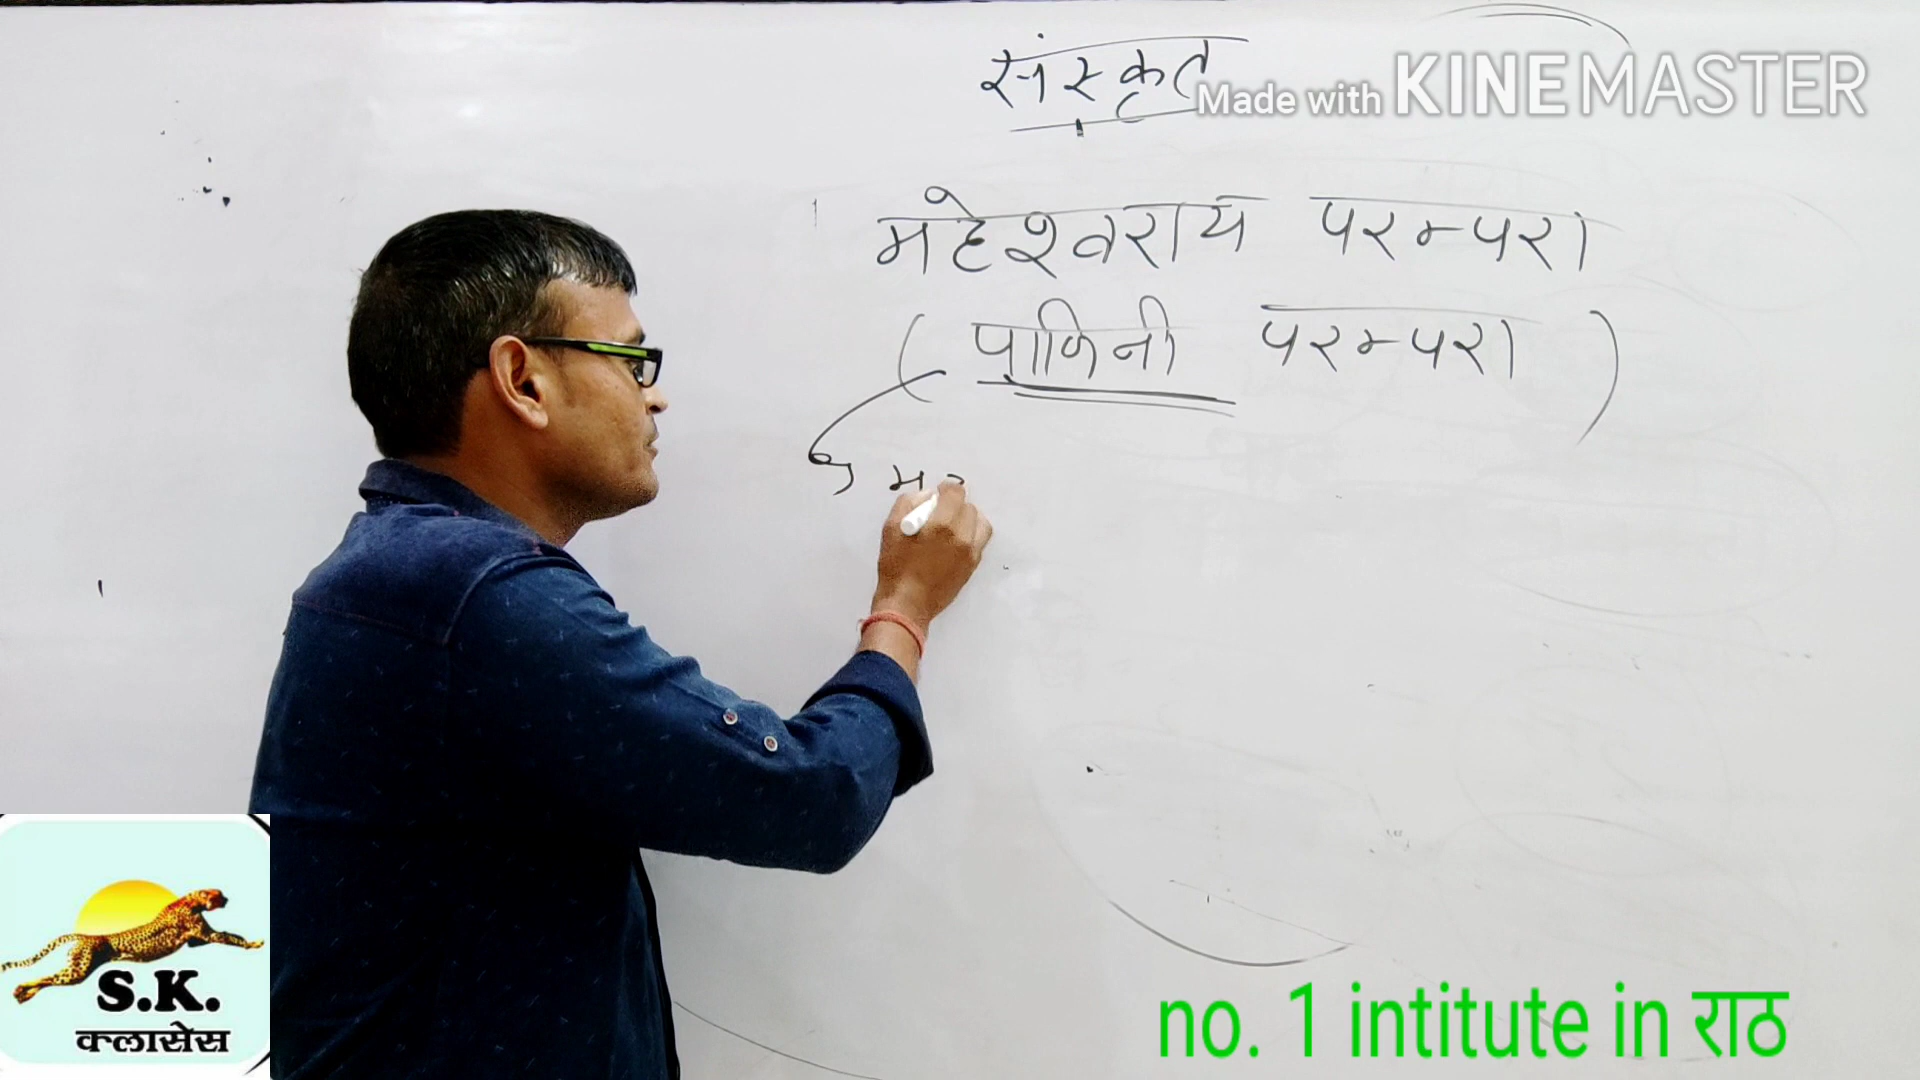 संस्कृत
Made with KINEMASTER
महेश्वराय परम्परा
( पाणिनी परम्परा )
S.K.
क्लासेस
no. 1 intitute in राठ